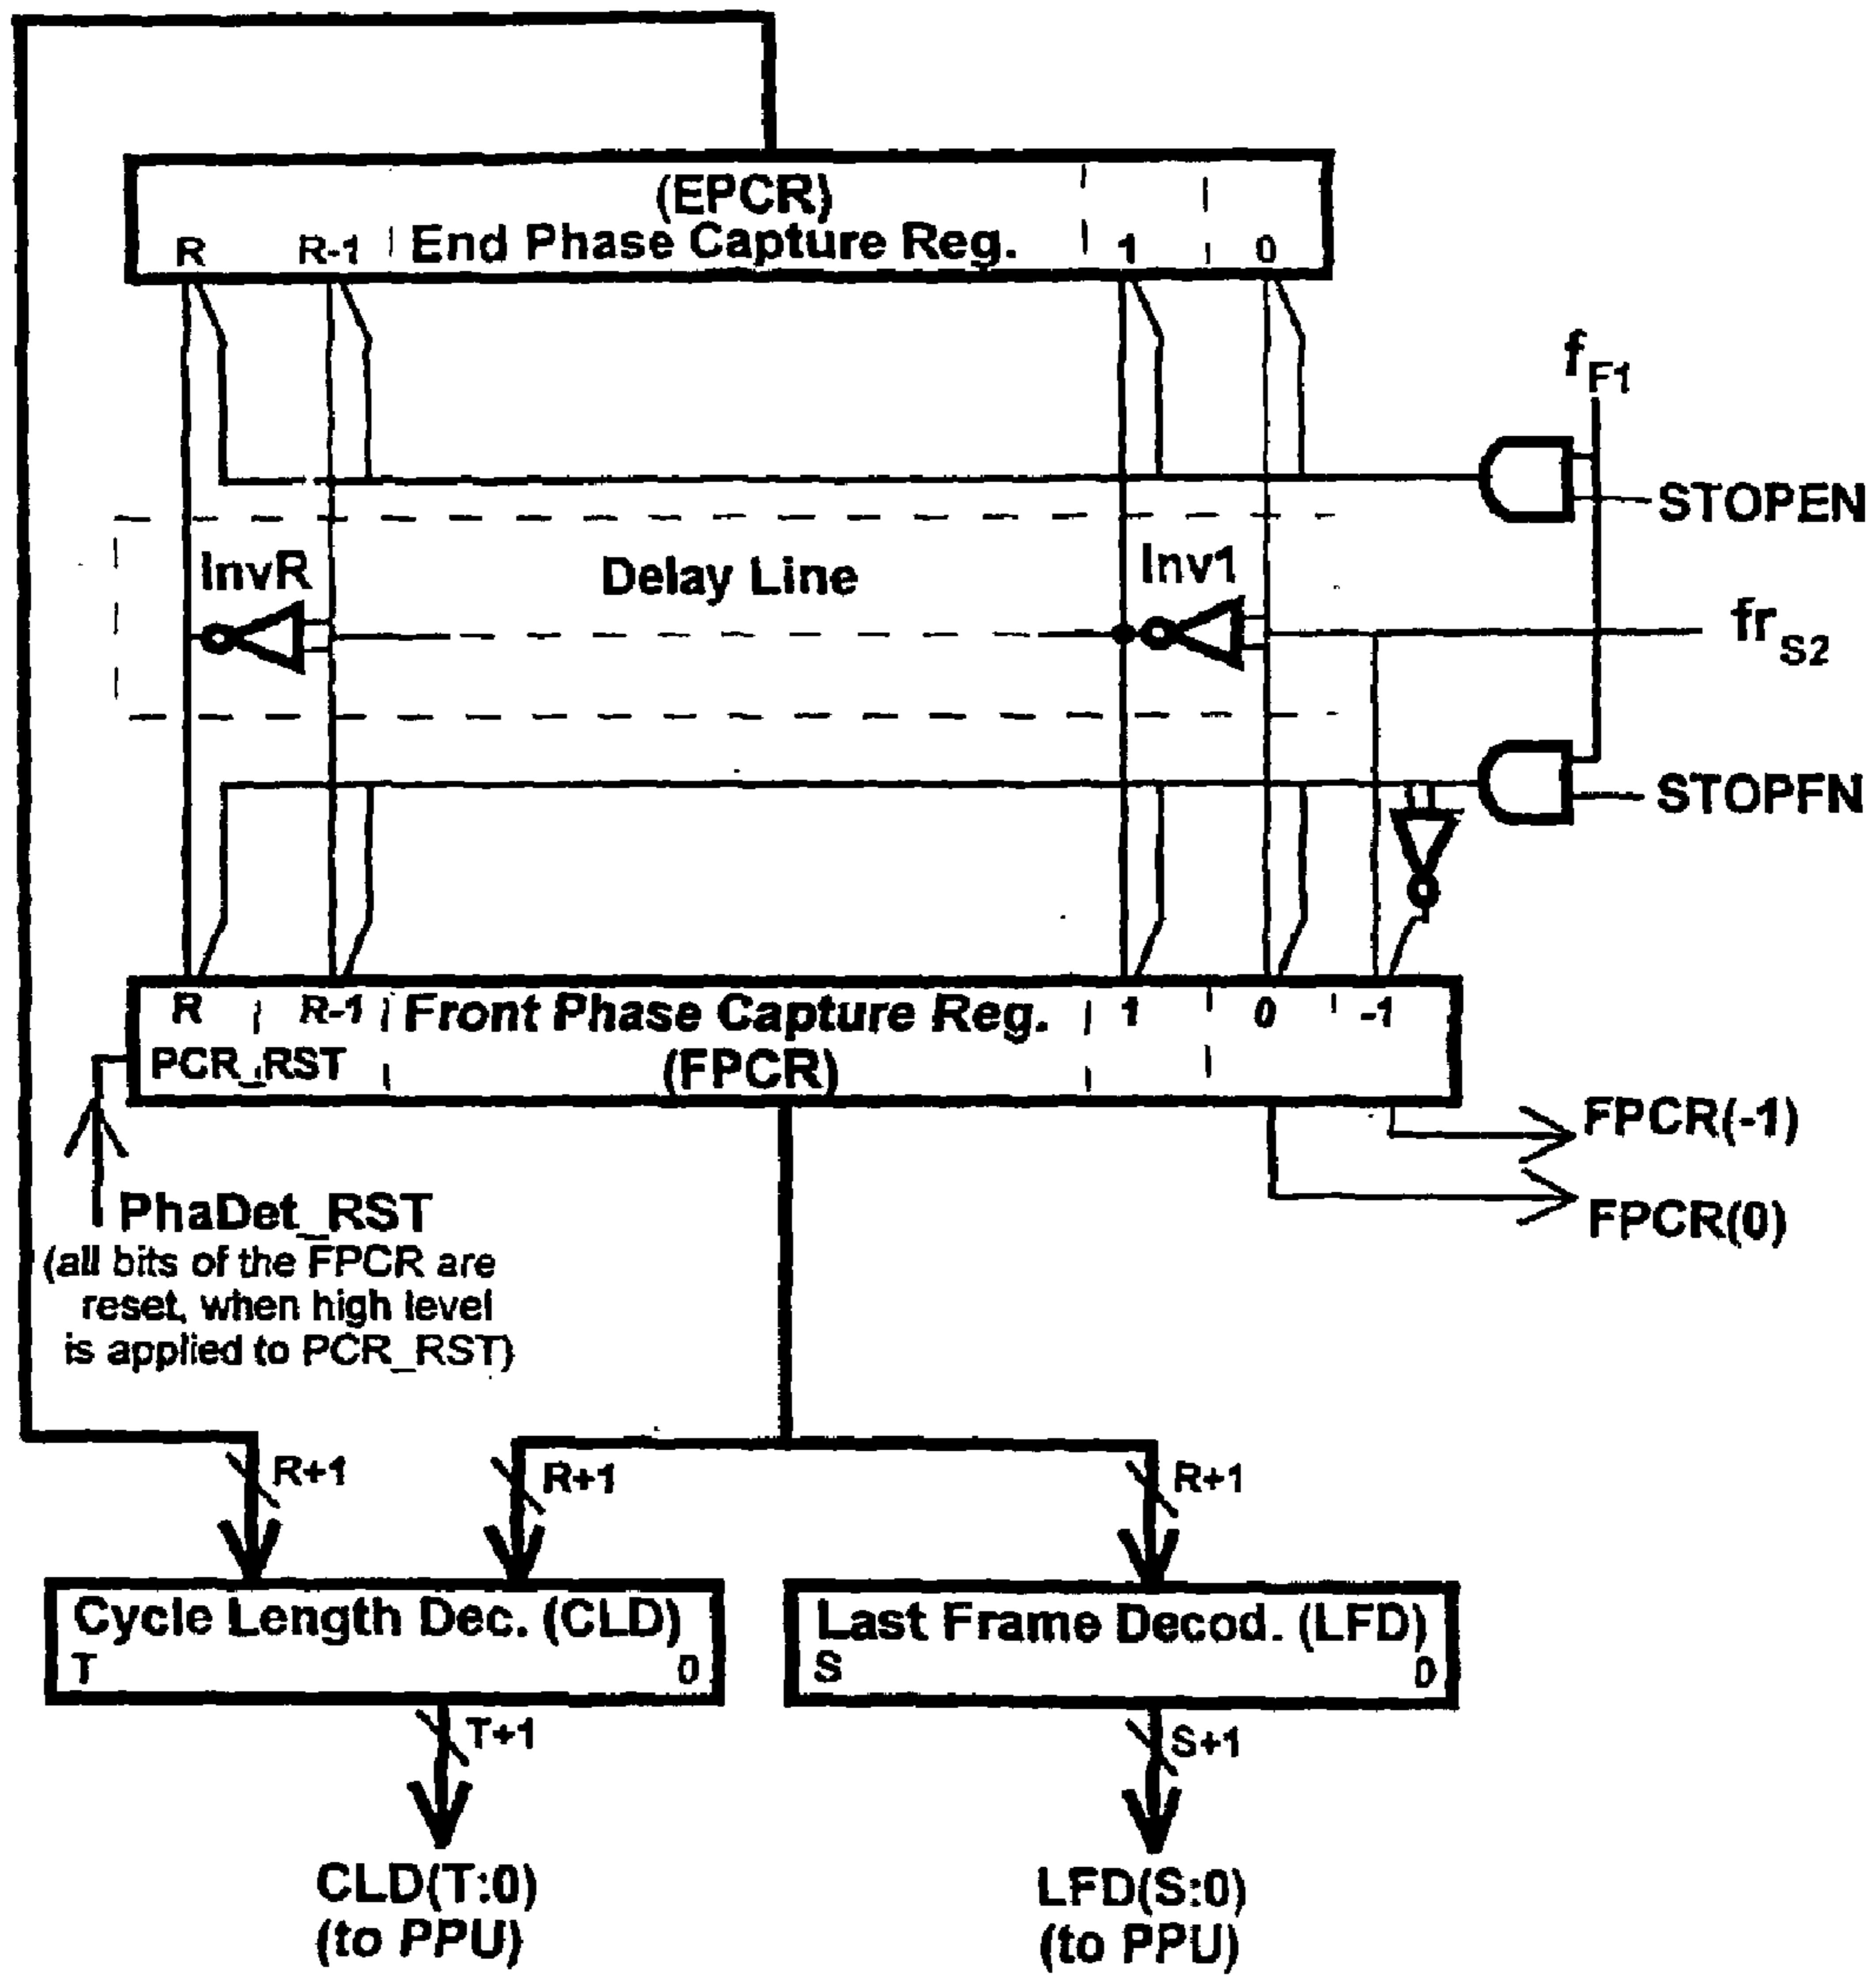 (EPCR)
R R-1 End Phase Capture Reg. 1 0
f F1
STOPEN
InvR Delay Line Inv1
fr S2
STOPFN
R R-1 Front Phase Capture Reg. 1 0 -1
PCR_RST (FPCR)
FPCR(-1)
PhaDet_RST
FPCR(0)
(all bits of the FPCR are
reset, when high level
is applied to PCR_RST)
R+1 R+1 R+1
Cycle Length Dec. (CLD) Last Frame Decod. (LFD)
T 0 S 0
T+1 S+1
CLD(T:0) LFD(S:0)
(to PPU) (to PPU)